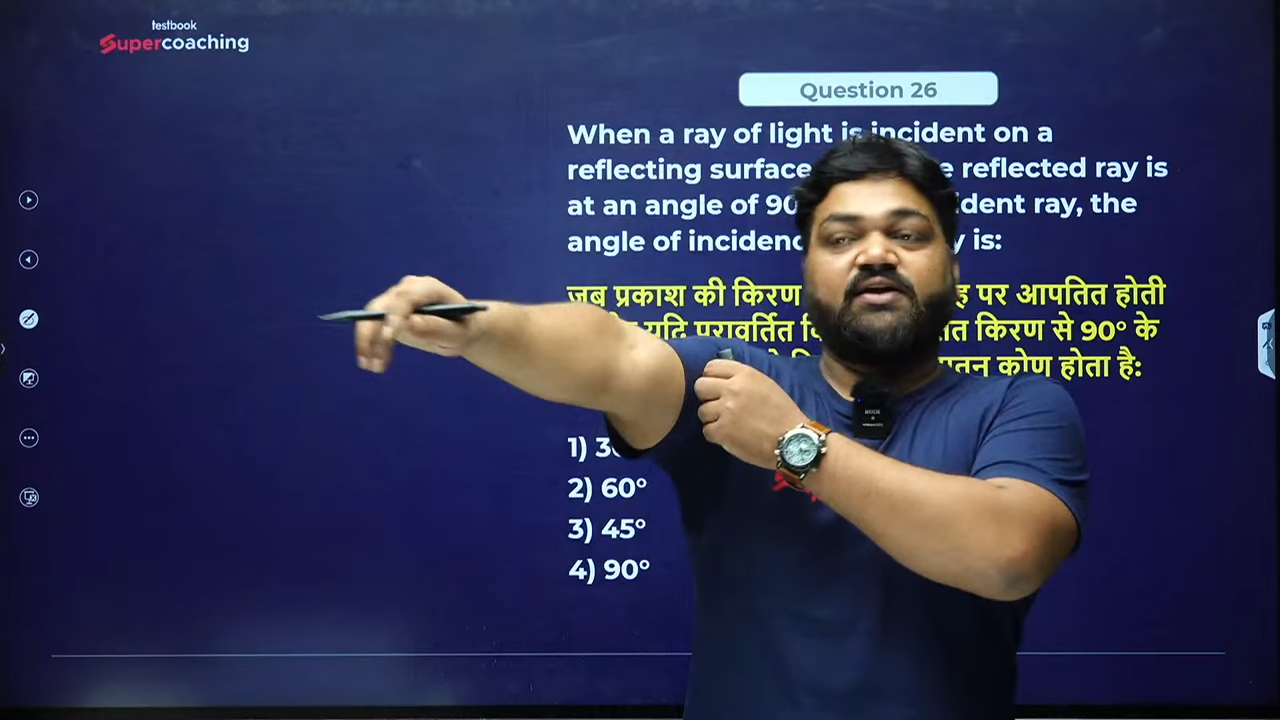 testbook
Supercoaching
Question 26
When a ray of light is incident on a
reflecting surface reflected ray is
at an angle of 90 ray, the
angle of is:
जब प्रकाश की किरण पर आपतित होती
यदि परावर्तित किरण से 90° के
कोण होता है:
1)
2) 60°
3) 45°
4) 90°